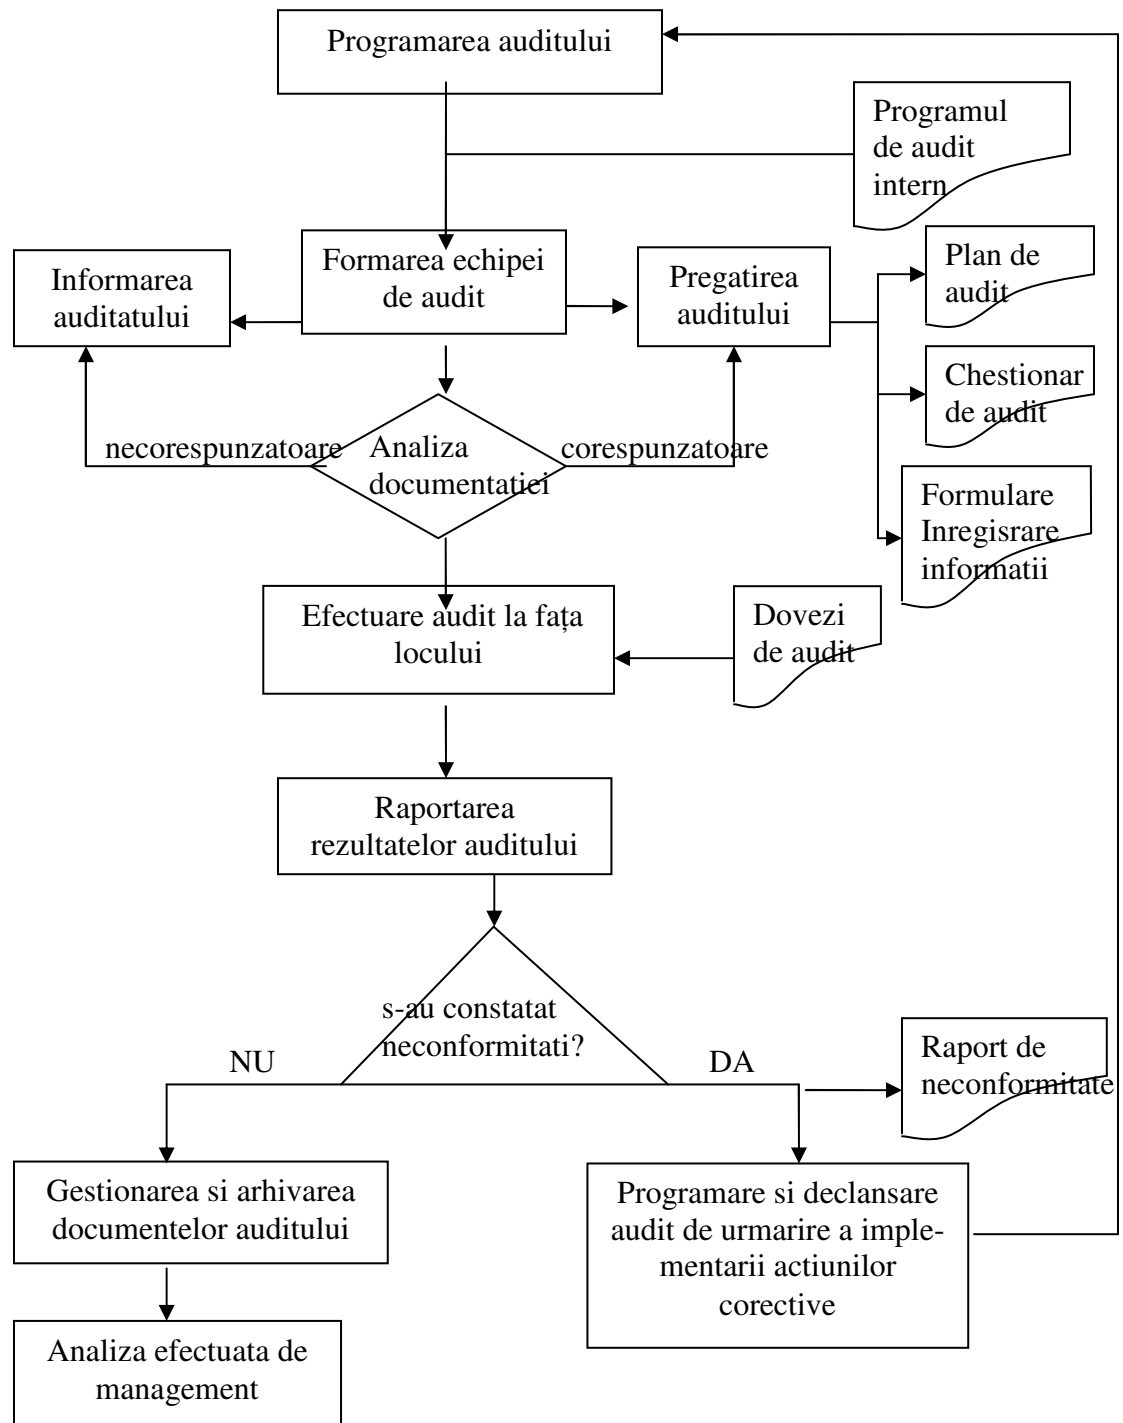 Programarea auditului
Programul
de audit
intern
Informarea
auditatului
Formarea echipei
de audit
Pregatirea
auditului
Plan de
audit
Chestionar
de audit
necorespunzatoare
Analiza
documentatiei
corespunzatoare
Formulare
Inregisrare
informatii
Efectuare audit la fața
locului
Dovezi
de audit
Raportarea
rezultatelor auditului
s-au constatat
neconformitati?
NU
DA
Raport de
neconformitate
Gestionarea si arhivarea
documentelor auditului
Programare si declansare
audit de urmarire a imple-
mentarii actiunilor
corective
Analiza efectuata de
management